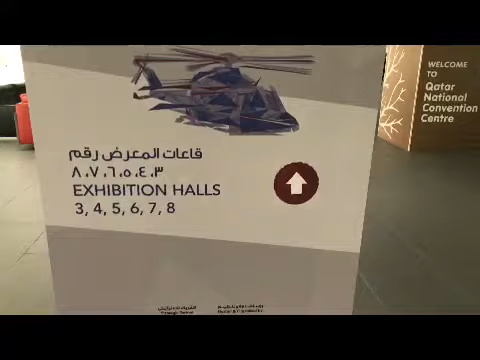 قاعات المعرض رقم
٣، ٤، ٥، ٦، ٧، ٨
EXHIBITION HALLS
3, 4, 5, 6, 7, 8
WELCOME
TO
Qatar
National
Convention
Centre